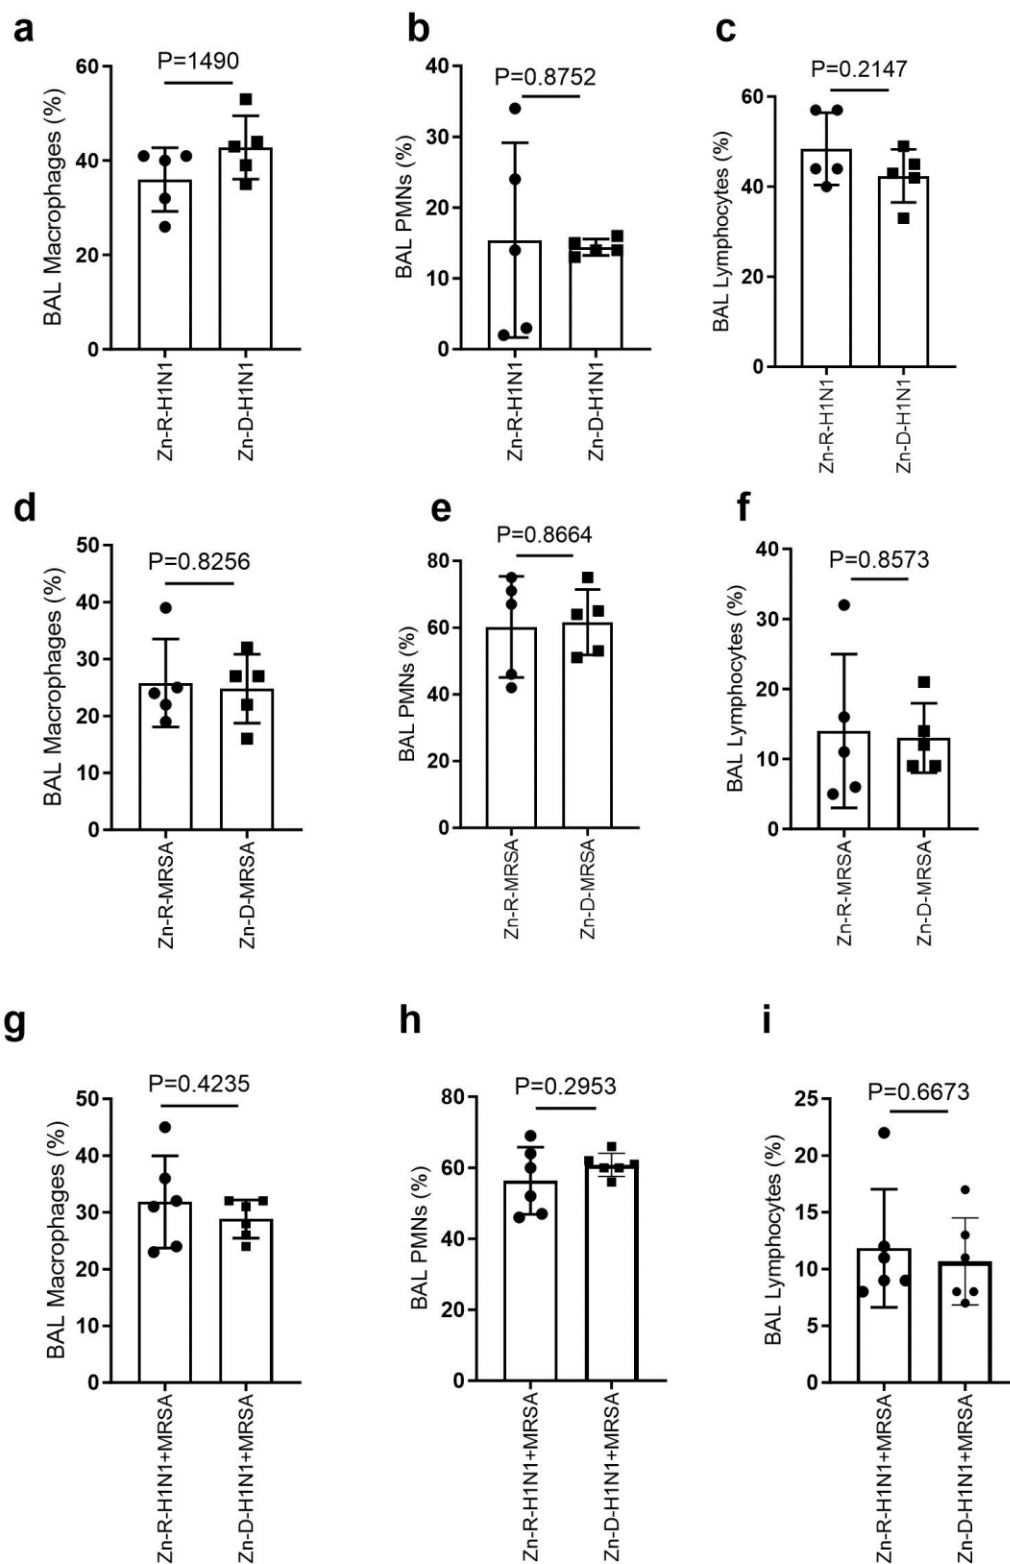 a
P=1490
BAL Macrophages (%)
60
40
20
0
Zn-R-H1N1
Zn-D-H1N1
b
P=0.8752
BAL PMNs (%)
40
30
20
10
0
Zn-R-H1N1
Zn-D-H1N1
c
P=0.2147
BAL Lymphocytes (%)
60
40
20
0
Zn-R-H1N1
Zn-D-H1N1
d
P=0.8256
BAL Macrophages (%)
50
40
30
20
10
0
Zn-R-MRSA
Zn-D-MRSA
e
P=0.8664
BAL PMNs (%)
80
60
40
20
0
Zn-R-MRSA
Zn-D-MRSA
f
P=0.8573
BAL Lymphocytes (%)
40
30
20
10
0
Zn-R-MRSA
Zn-D-MRSA
g
P=0.4235
BAL Macrophages (%)
50
40
30
20
10
0
Zn-R-H1N1+MRSA
Zn-D-H1N1+MRSA
h
P=0.2953
BAL PMNs (%)
80
60
40
20
0
Zn-R-H1N1+MRSA
Zn-D-H1N1+MRSA
i
P=0.6673
BAL Lymphocytes (%)
25
20
15
10
5
0
Zn-R-H1N1+MRSA
Zn-D-H1N1+MRSA